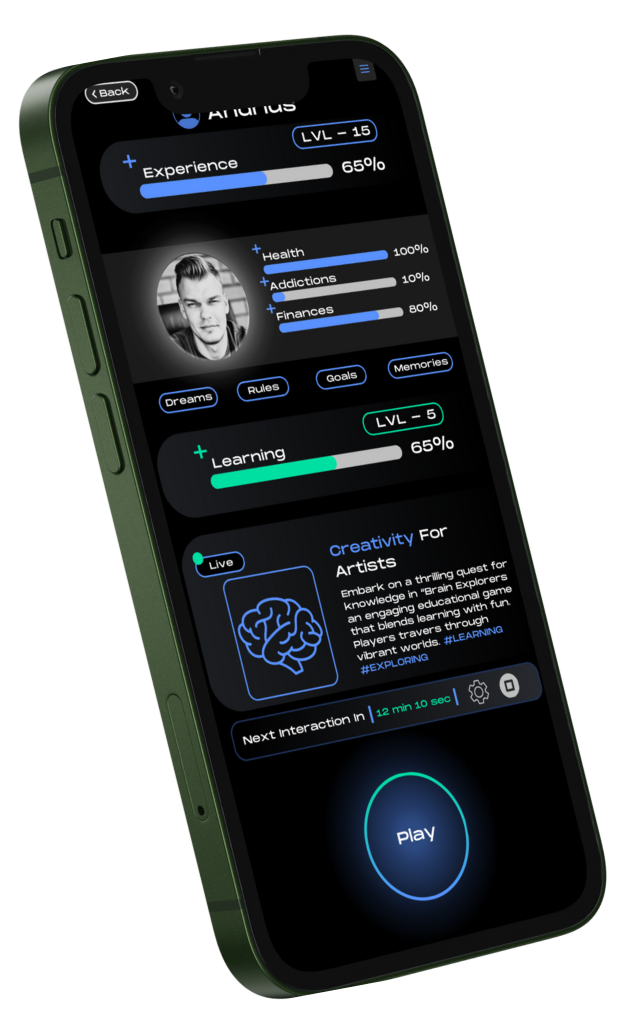 Back
Andrius
LVL - 15
Experience
65%
Health
100%
Addictions
10%
Finances
80%
Dreams
Rules
Goals
Memories
LVL - 5
Learning
65%
Live
Creativity For
Artists
Embark on a thrilling quest for
knowledge in "Brain Explorers
an engaging educational game
that blends learning with fun.
Players travers through
vibrant worlds. #LEARNING
#EXPLORING
Next Interaction In
12 min 10 sec
Play